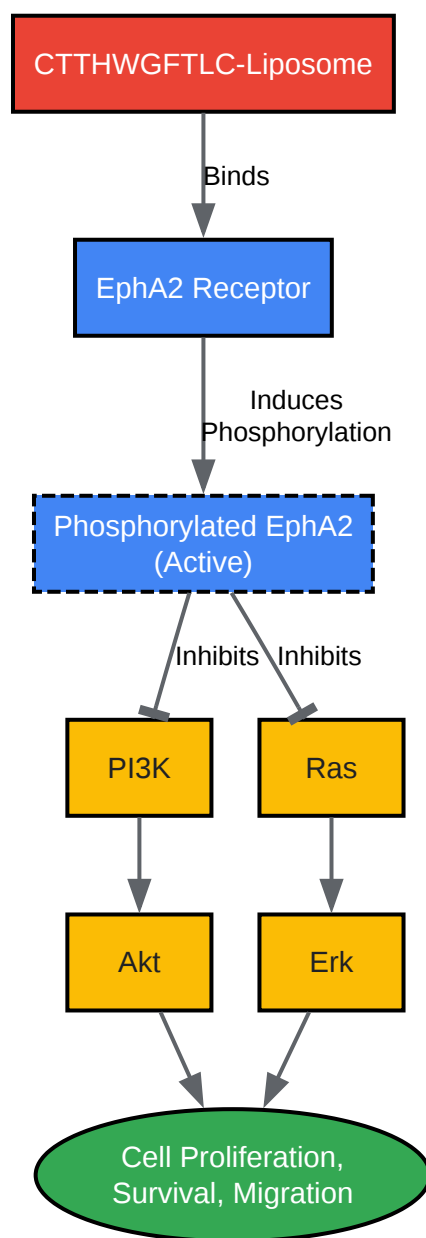 CTTHWGFTLC-Liposome
Binds
EphA2 Receptor
Induces
Phosphorylation
Phosphorylated EphA2
(Active)
Inhibits
Inhibits
PI3K
Ras
Akt
Erk
Cell Proliferation,
Survival, Migration